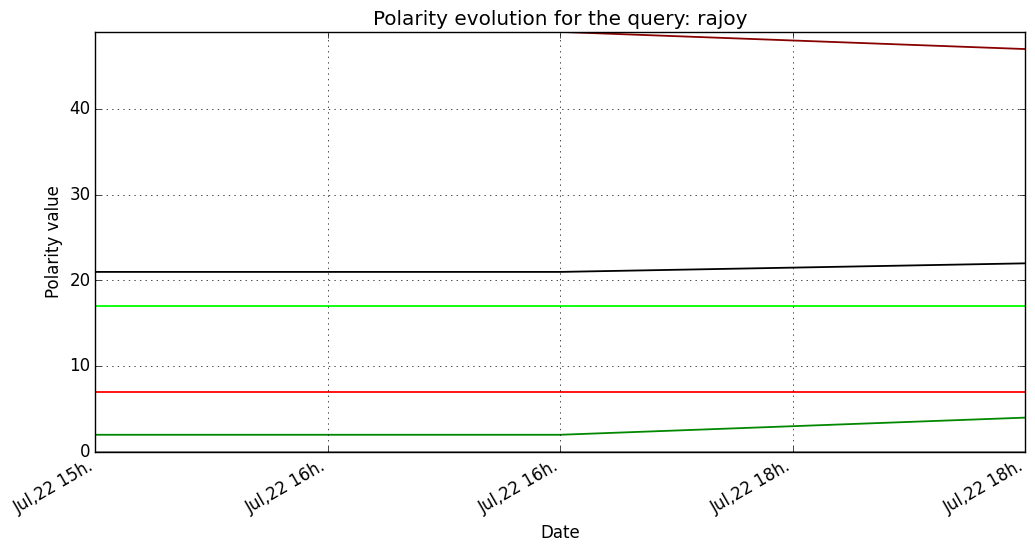 Polarity evolution for the query: rajoy
Polarity value
40
30
20
10
0
Jul,22 15h.
Jul,22 16h.
Jul,22 16h.
Jul,22 18h.
Jul,22 18h.
Date